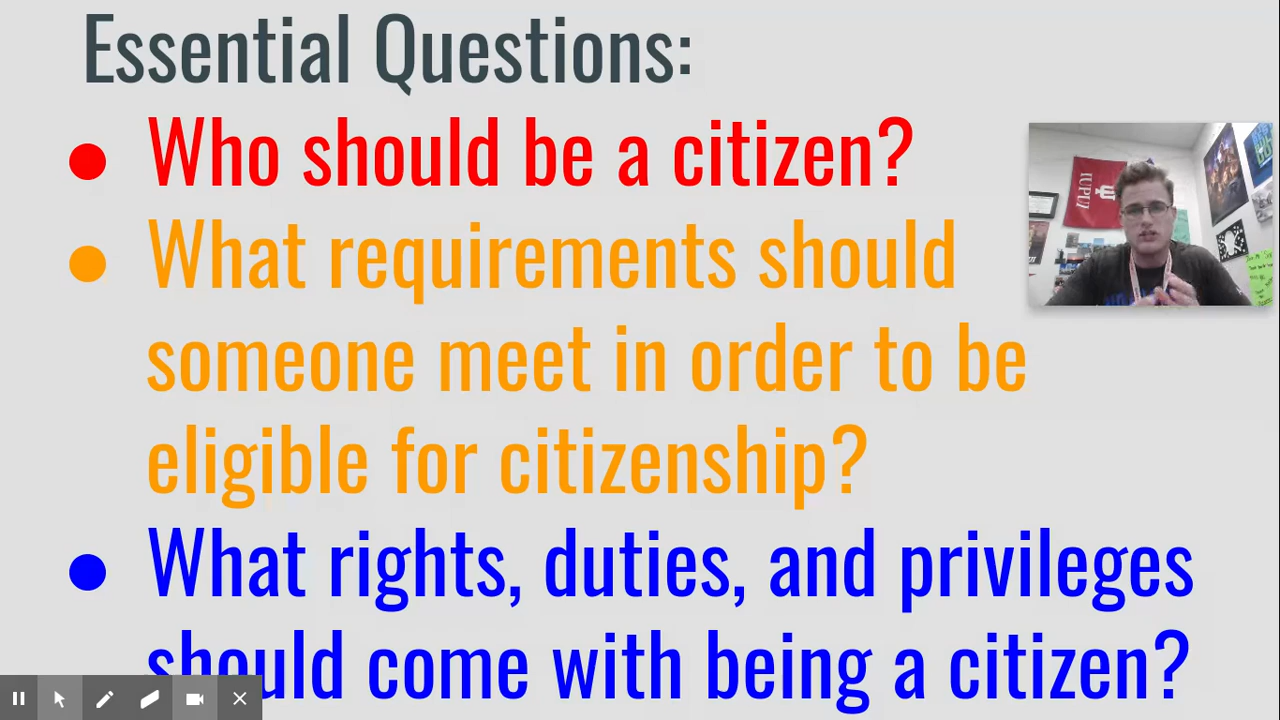 Essential Questions:
● Who should be a citizen?
● What requirements should
someone meet in order to be
eligible for citizenship?
● What rights, duties, and privileges
should come with being a citizen?
IUPUI